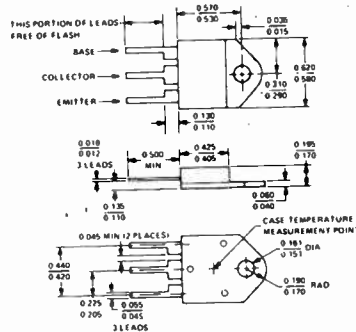 THIS PORTION OF LEADS
FREE OF FLASH
0.570
0.530
0.035
0.015
BASE
COLLECTOR
EMITTER
0.310
0.290
0.620
0.580
0.130
0.110
0.018
0.012
3 LEADS
0.500
MIN
0.425
0.405
0.195
0.170
0.135
0.110
0.060
0.040
0.045 MIN (2 PLACES)
CASE TEMPERATURE
MEASUREMENT POINT
0.161
0.151
DIA
0.440
0.420
0.190
0.170
RAD
0.225
0.205
0.055
0.045
3 LEADS